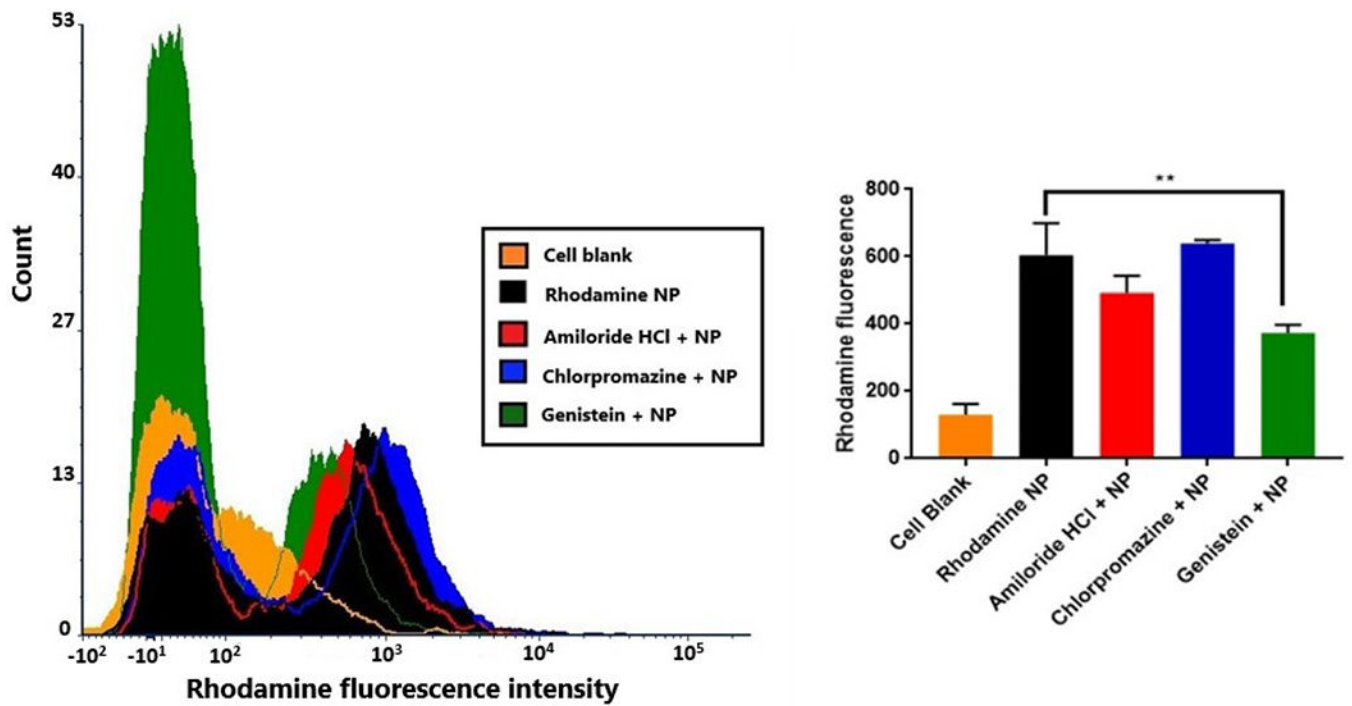 53
40
27
13
0
Count
-10² -10¹ 10² 10³ 10⁴ 10⁵
Rhodamine fluorescence intensity
Cell blank
Rhodamine NP
Amiloride HCl + NP
Chlorpromazine + NP
Genistein + NP
**
800
600
400
200
0
Rhodamine fluorescence
Cell Blank
Rhodamine NP
Amiloride HCl + NP
Chlorpromazine + NP
Genistein + NP